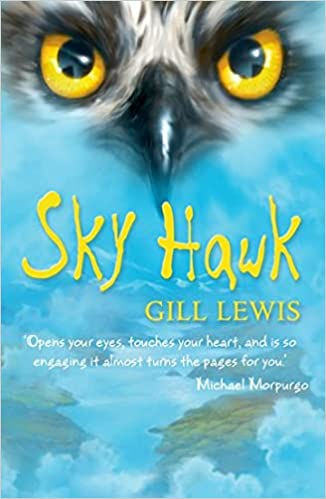 Sky Hawk
GILL LEWIS
'Opens your eyes, touches your heart, and is so
engaging it almost turns the pages for you.'
Michael Morpurgo